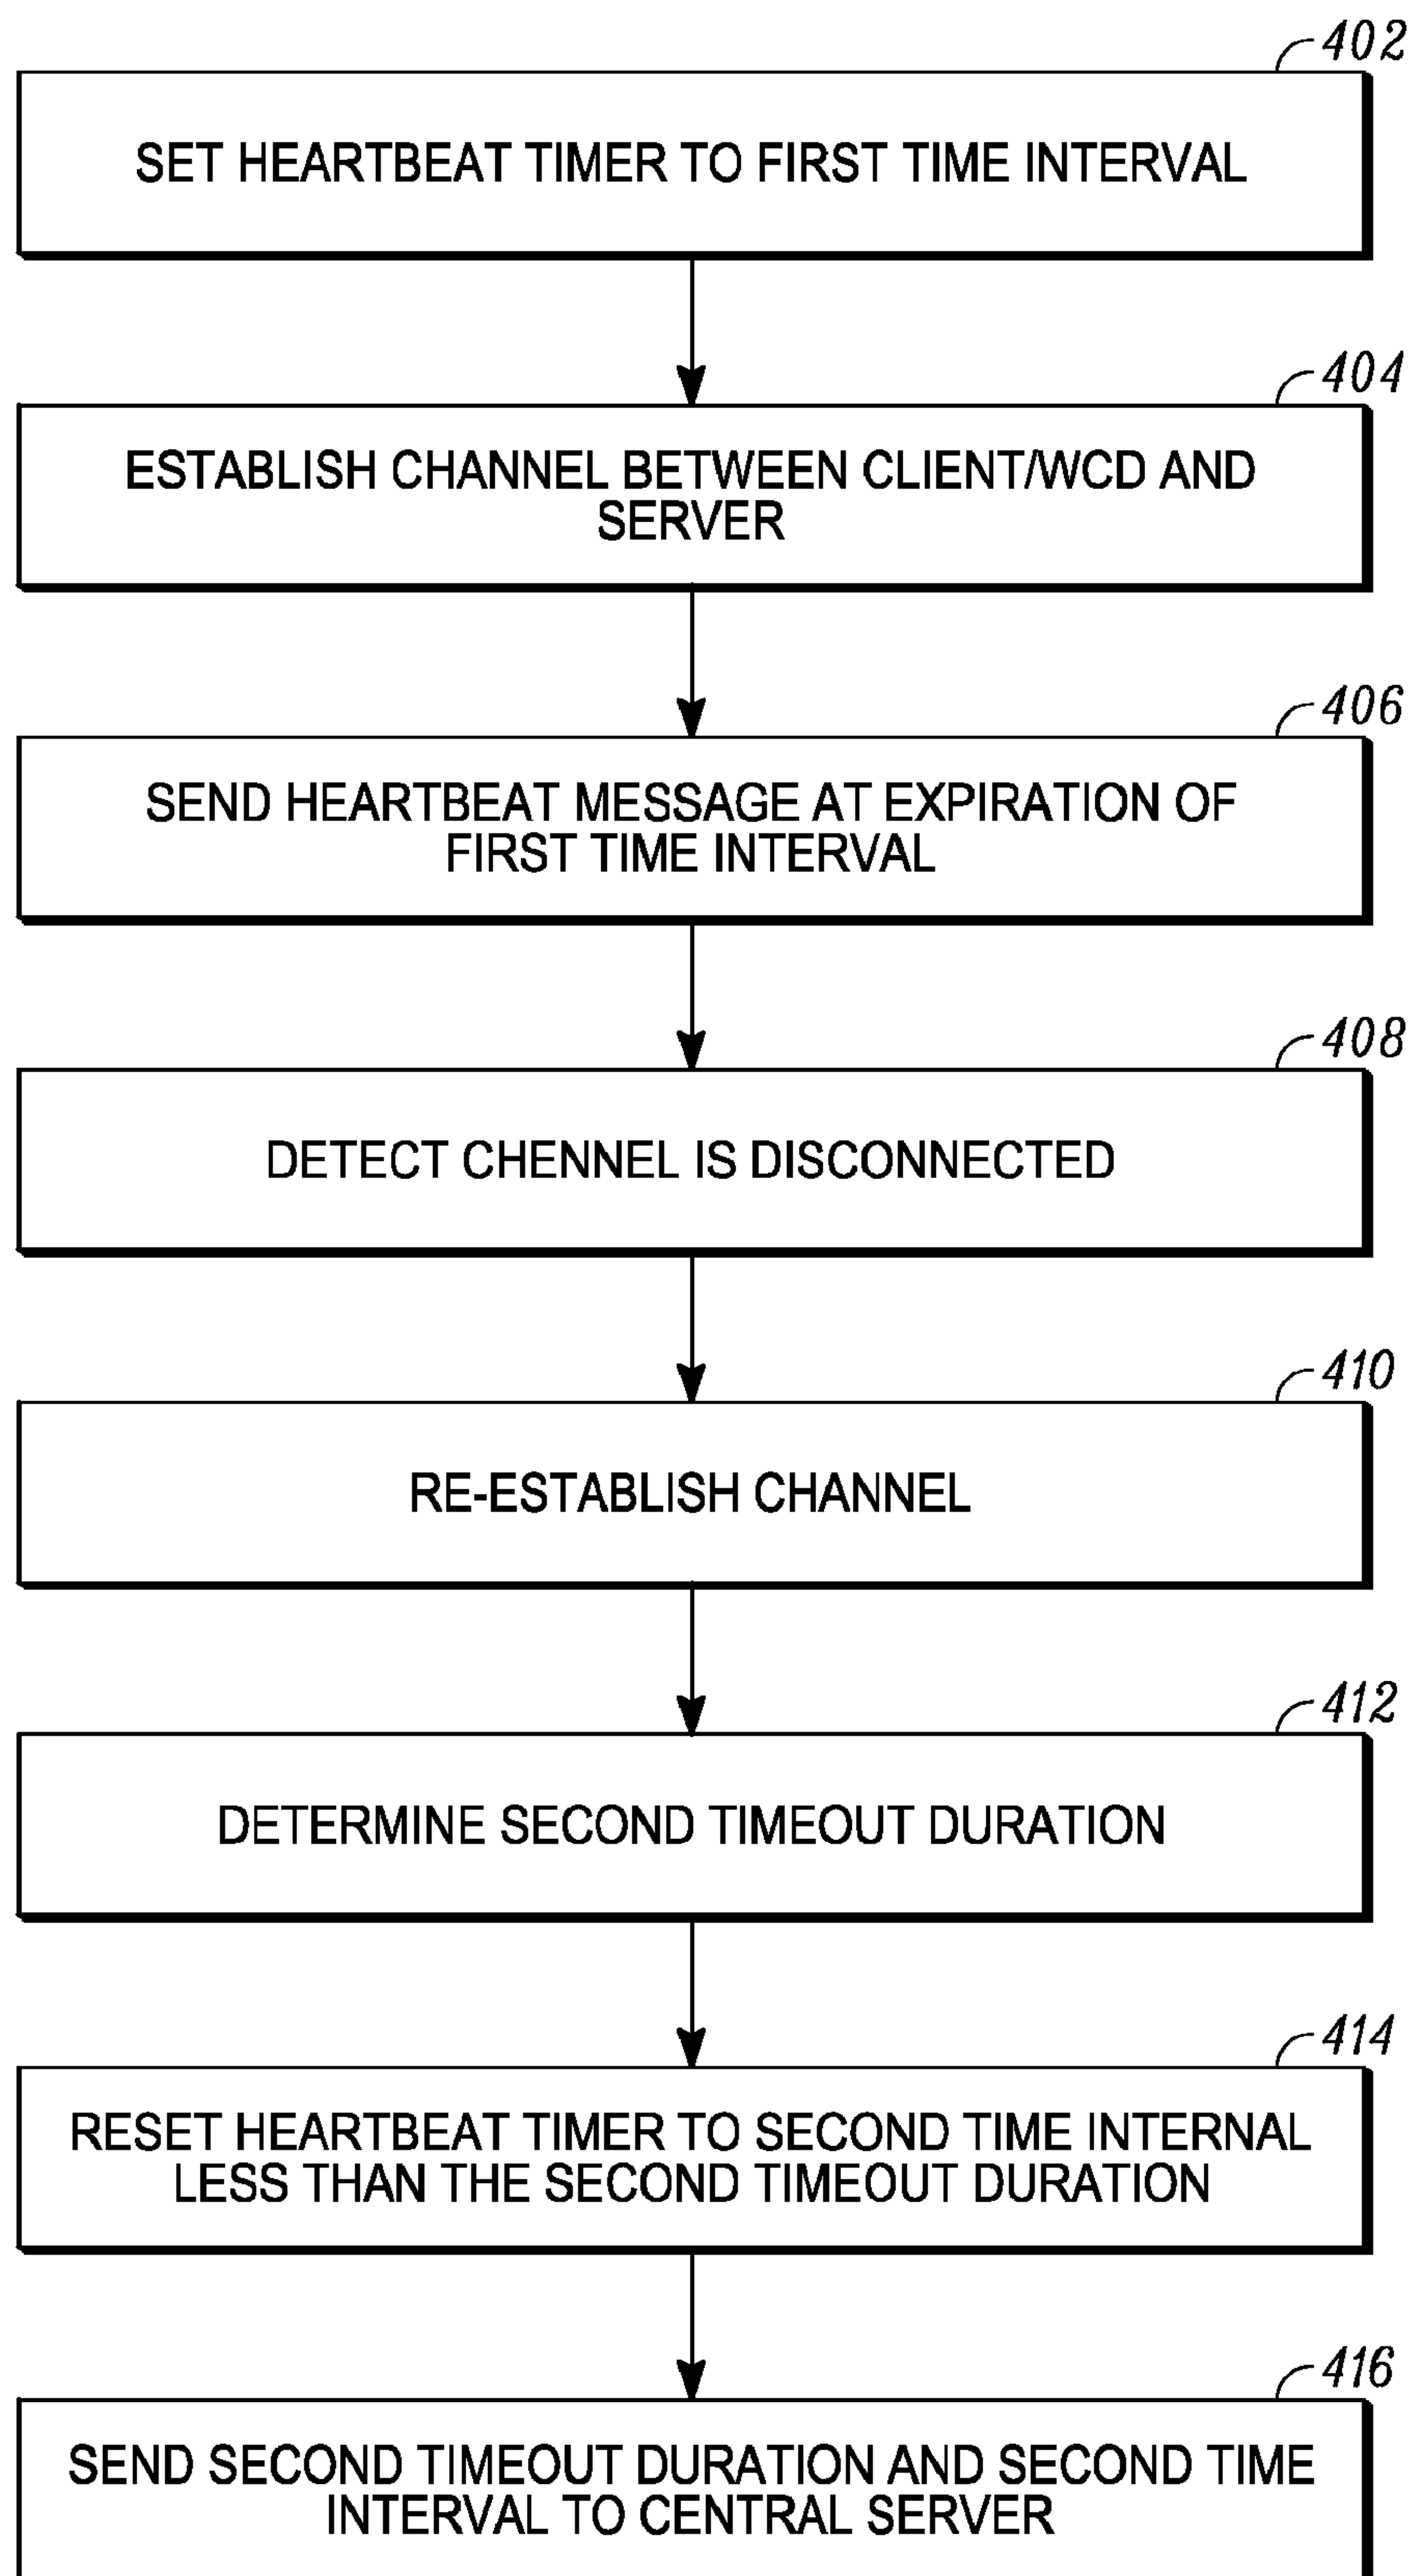 402
SET HEARTBEAT TIMER TO FIRST TIME INTERVAL
404
ESTABLISH CHANNEL BETWEEN CLIENT/WCD AND
SERVER
406
SEND HEARTBEAT MESSAGE AT EXPIRATION OF
FIRST TIME INTERVAL
408
DETECT CHENNEL IS DISCONNECTED
410
RE-ESTABLISH CHANNEL
412
DETERMINE SECOND TIMEOUT DURATION
414
RESET HEARTBEAT TIMER TO SECOND TIME INTERNAL
LESS THAN THE SECOND TIMEOUT DURATION
416
SEND SECOND TIMEOUT DURATION AND SECOND TIME
INTERVAL TO CENTRAL SERVER